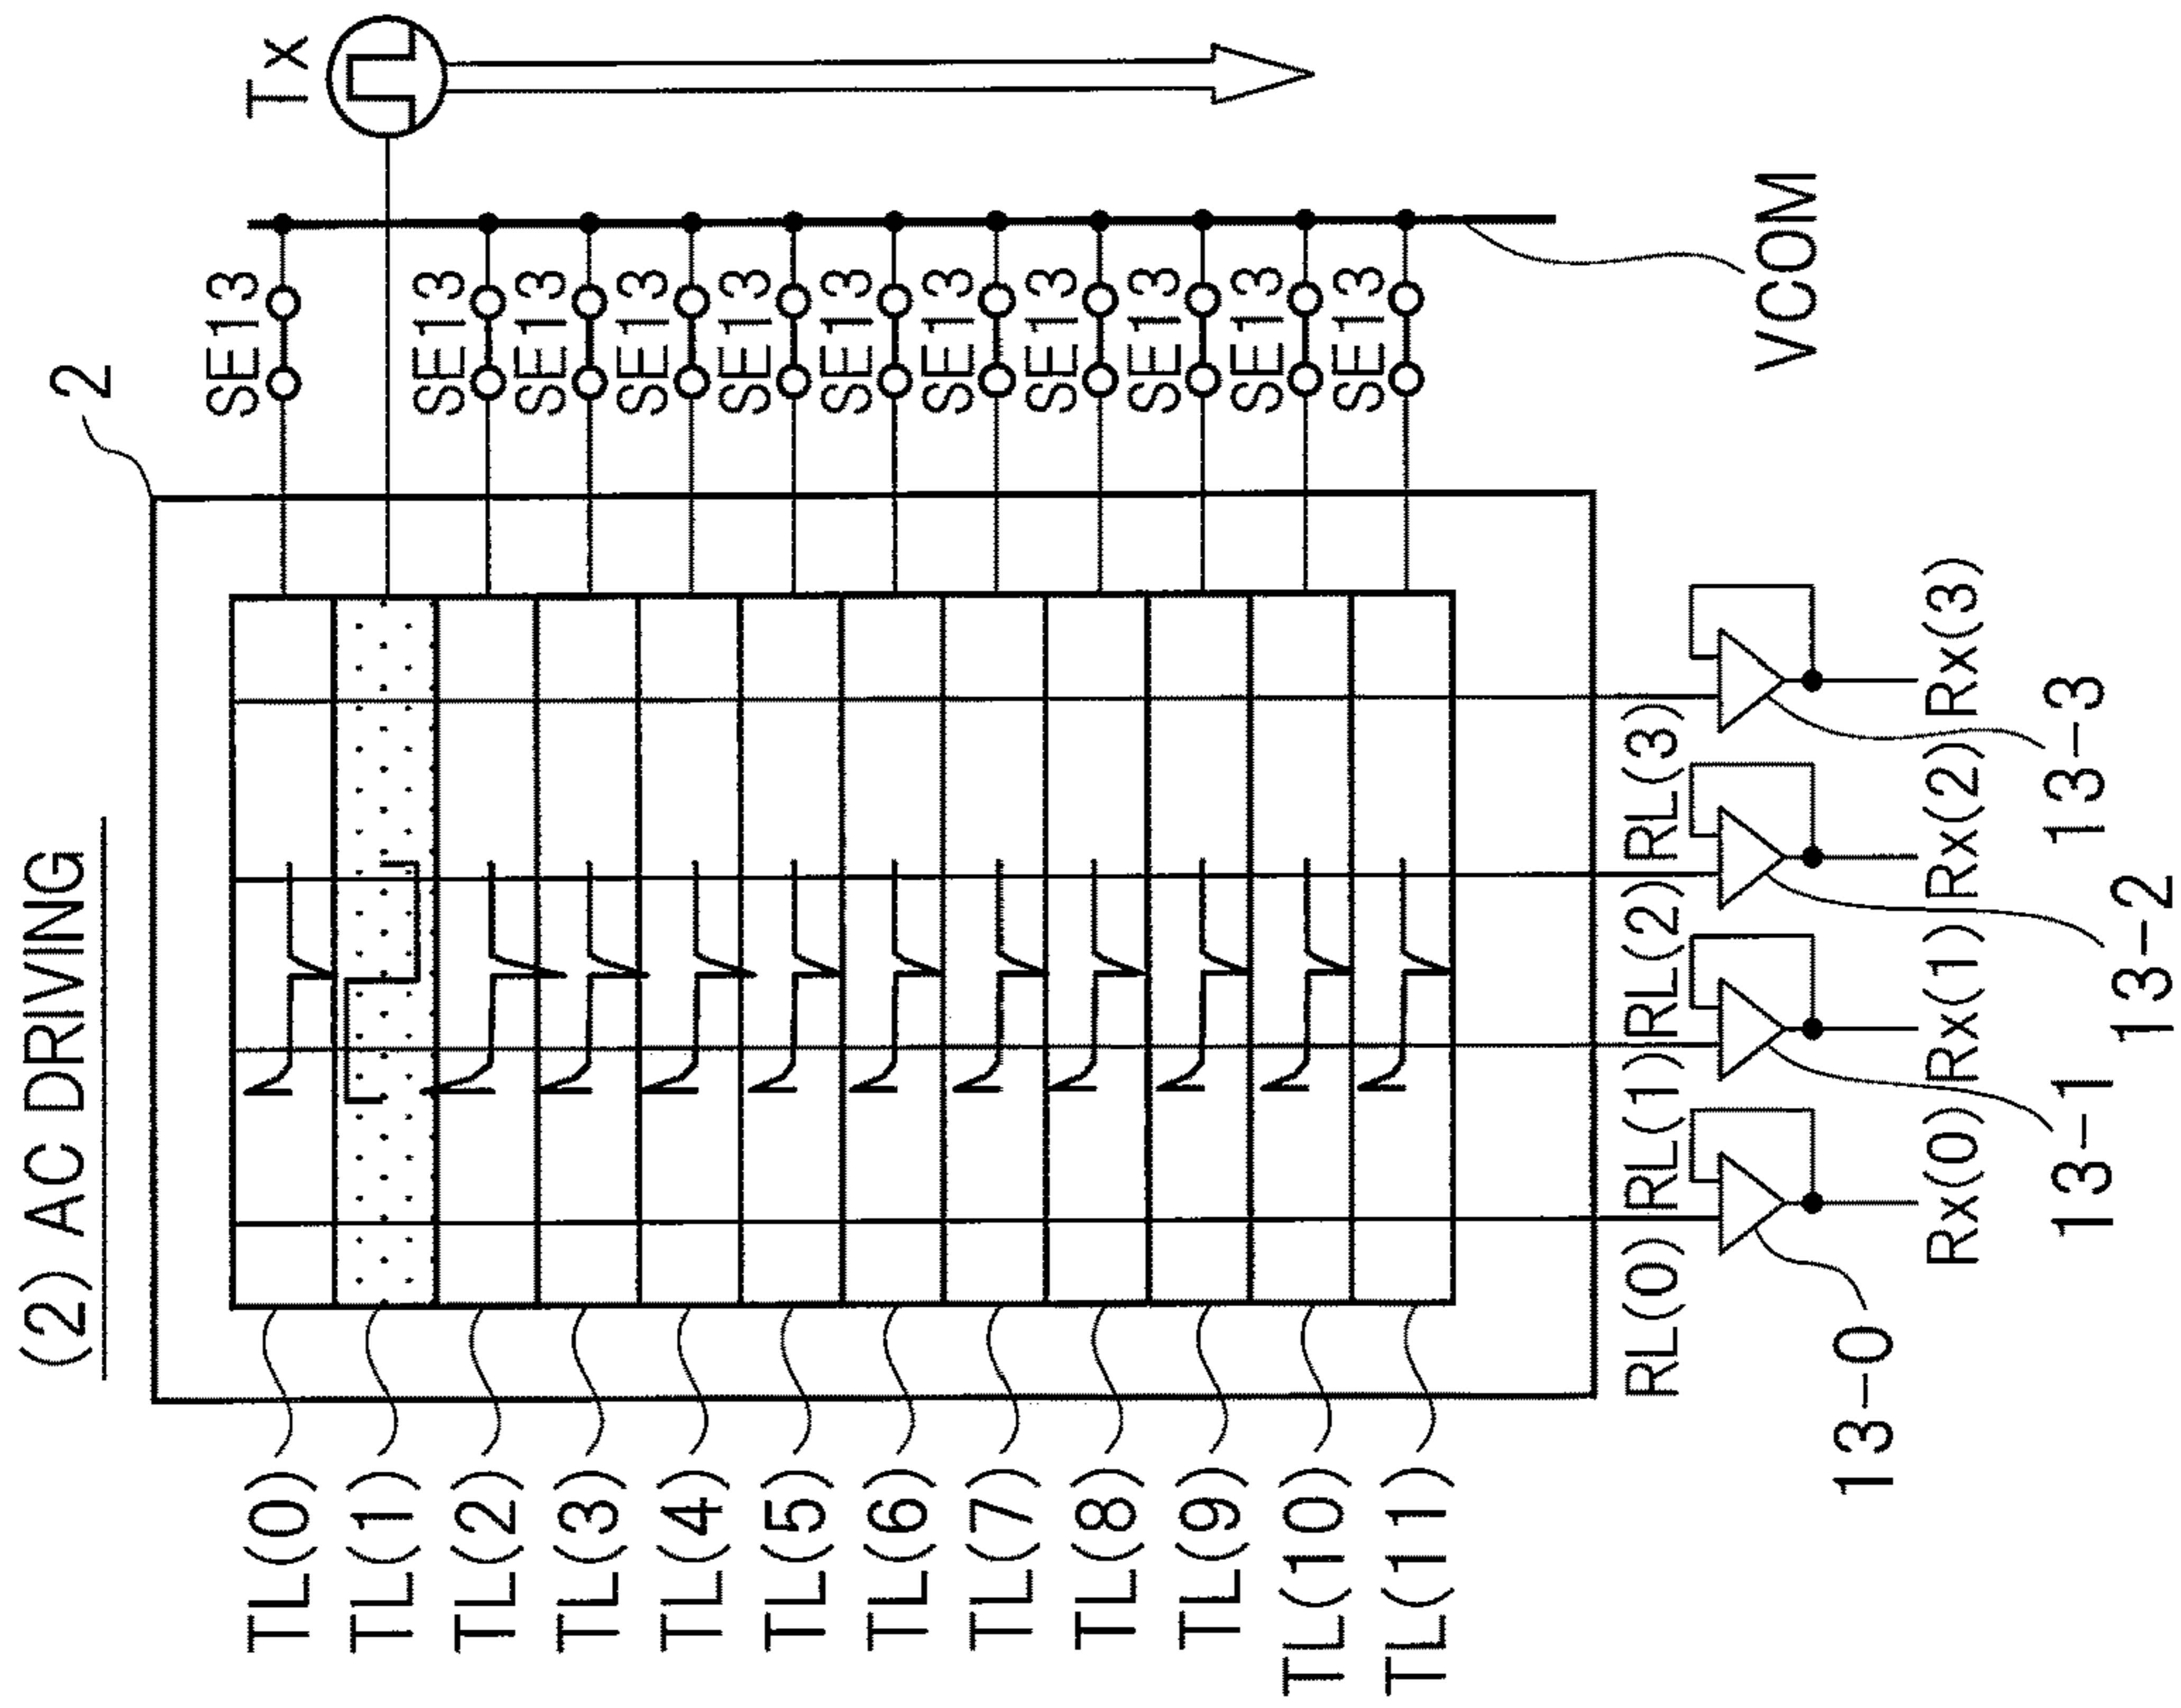 (2) AC DRIVING
2
Tx
SE13
SE13
SE13
SE13
SE13
SE13
SE13
SE13
SE13
SE13
SE13
VCOM
TL(0)
TL(1)
TL(2)
TL(3)
TL(4)
TL(5)
TL(6)
TL(7)
TL(8)
TL(9)
TL(10)
TL(11)
RL(0) RL(1) RL(2) RL(3)
Rx(0) Rx(1) Rx(2) Rx(3)
13-0
13-1
13-2
13-3